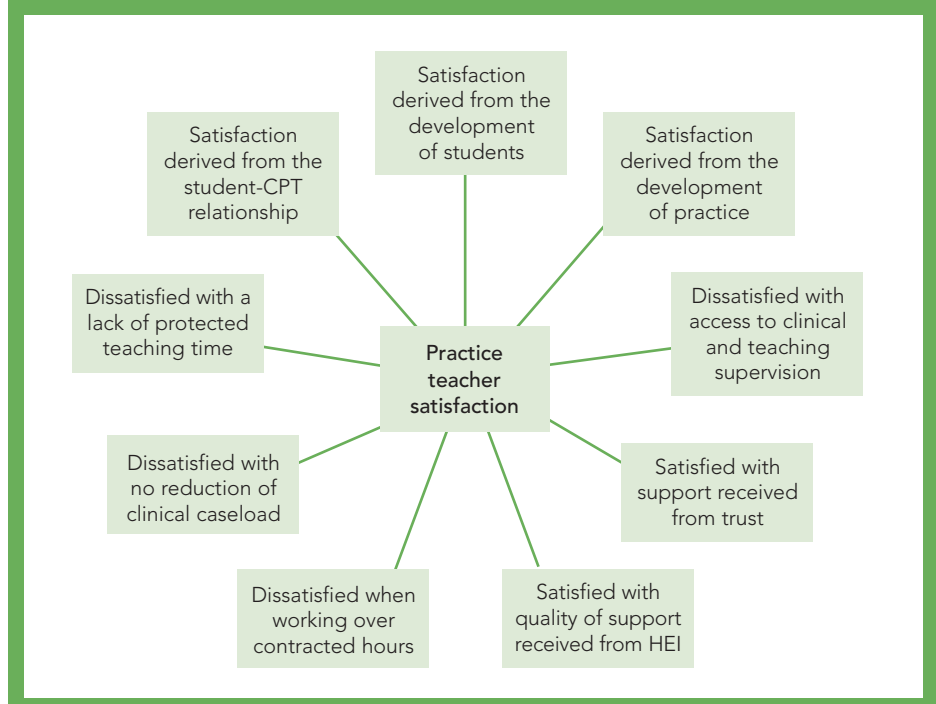 Satisfaction
derived from the
development
of students
Satisfaction
derived from the
student-CPT
relationship
Satisfaction
derived from the
development
of practice
Dissatisfied with a
lack of protected
teaching time
Dissatisfied with
access to clinical
and teaching
supervision
Practice
teacher
satisfaction
Dissatisfied with
no reduction of
clinical caseload
Satisfied with
support received
from trust
Dissatisfied when
working over
contracted hours
Satisfied with
quality of support
received from HEI